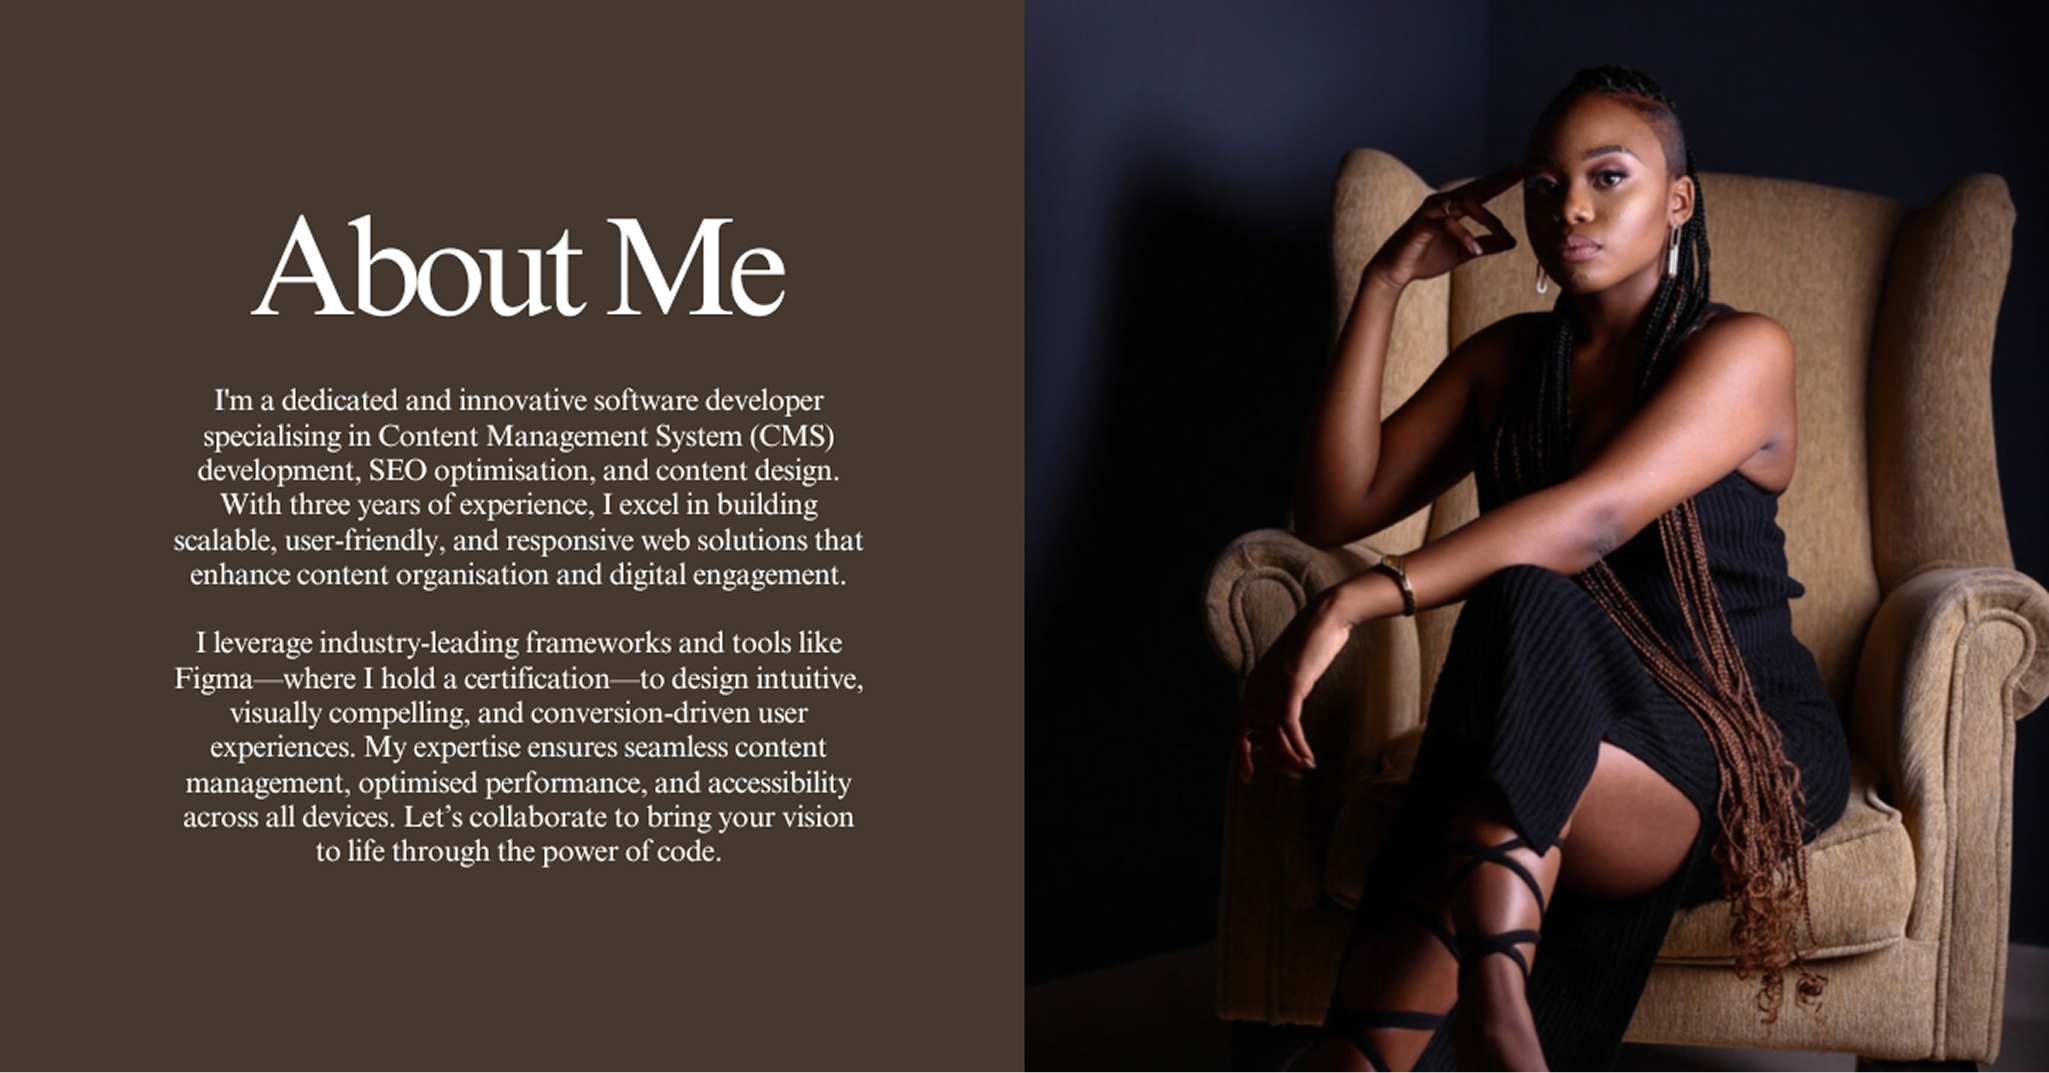 About Me
I'm a dedicated and innovative software developer
specialising in Content Management System (CMS)
development, SEO optimisation, and content design.
With three years of experience, I excel in building
scalable, user-friendly, and responsive web solutions that
enhance content organisation and digital engagement.
I leverage industry-leading frameworks and tools like
Figma—where I hold a certification—to design intuitive,
visually compelling, and conversion-driven user
experiences. My expertise ensures seamless content
management, optimised performance, and accessibility
across all devices. Let’s collaborate to bring your vision
to life through the power of code.